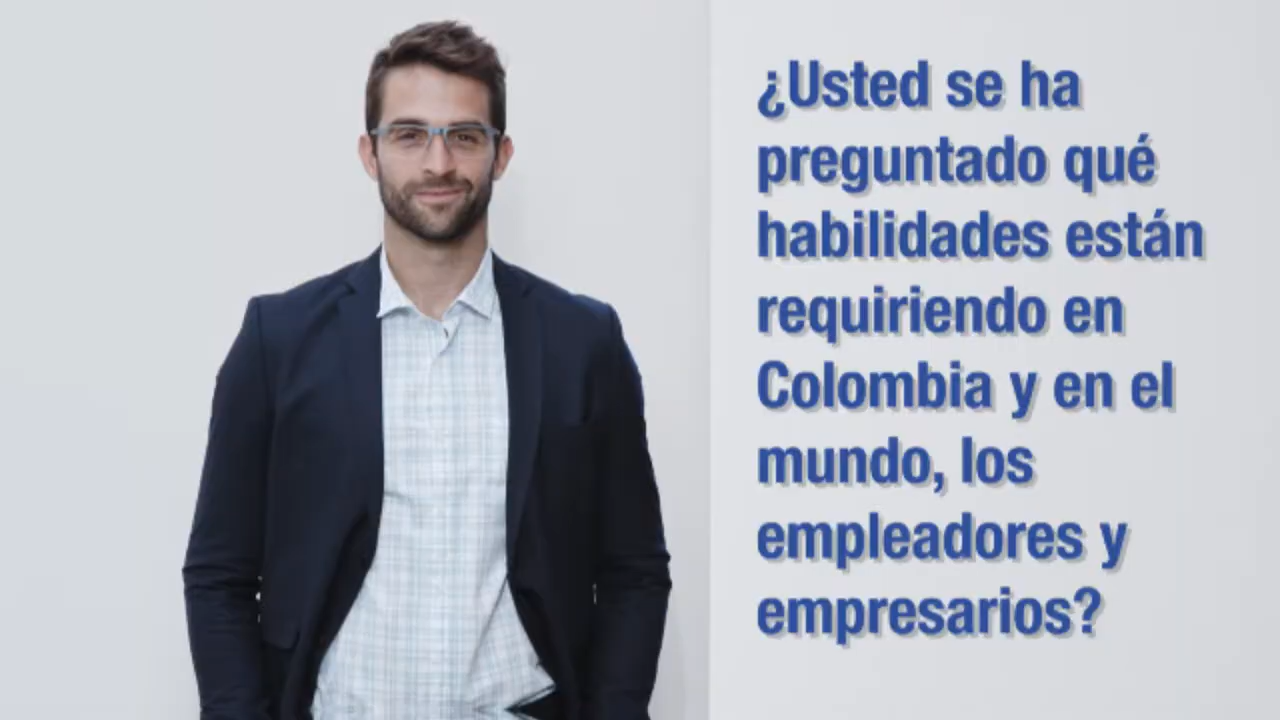 ¿Usted se ha
preguntado qué
habilidades están
requiriendo en
Colombia y en el
mundo, los
empleadores y
empresarios?